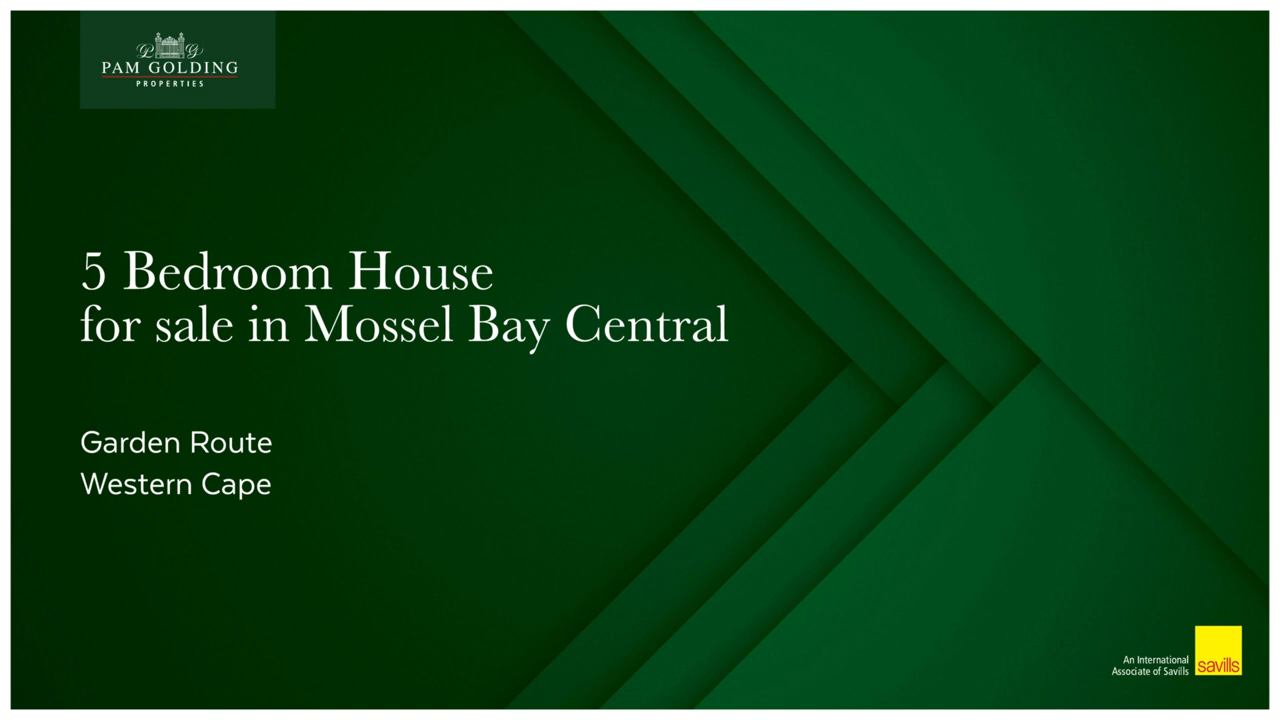 PAM GOLDING
PROPERTIES
5 Bedroom House
for sale in Mossel Bay Central
Garden Route
Western Cape
An International
Associate of Savills
savills